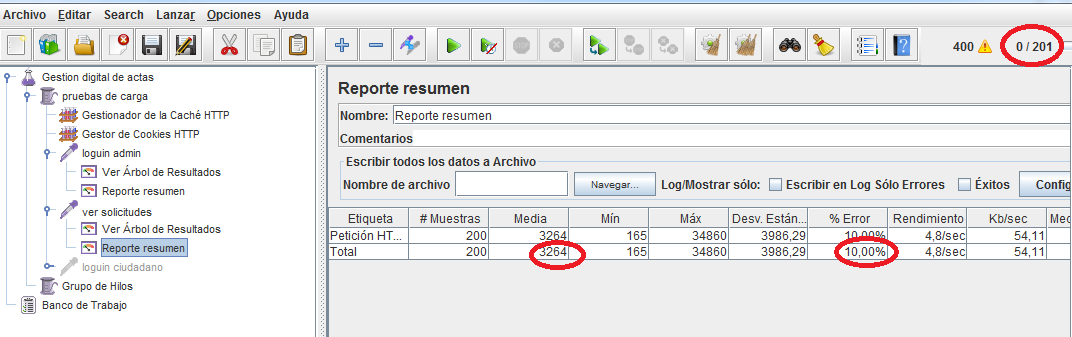 Archivo Editar Search Lanzar Opciones Ayuda
400 0 / 201
Gestion digital de actas
pruebas de carga
Gestionador de la Caché HTTP
Gestor de Cookies HTTP
loguin admin
Ver Árbol de Resultados
Reporte resumen
ver solicitudes
Ver Árbol de Resultados
Reporte resumen
loguin ciudadano
Grupo de Hilos
Banco de Trabajo
Reporte resumen
Nombre: Reporte resumen
Comentarios
Escribir todos los datos a Archivo
Nombre de archivo Navegar... Log/Mostrar sólo: Escribir en Log Sólo Errores Éxitos Config
Etiqueta # Muestras Media Mín Máx Desv. Están... % Error Rendimiento Kb/sec Med
Petición HT... 200 3264 165 34860 3986,29 10,00% 4,8/sec 54,11
Total 200 3264 165 34860 3986,29 10,00% 4,8/sec 54,11